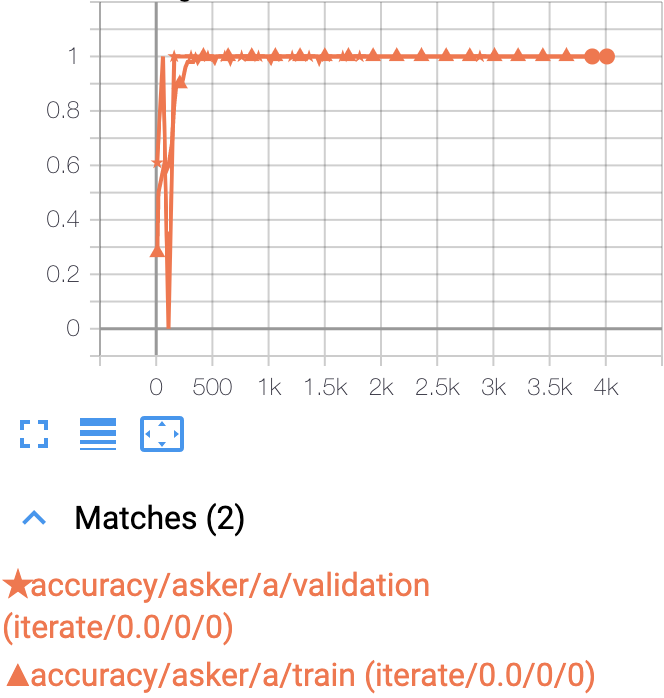 1
0.8
0.6
0.4
0.2
0
0 500 1k 1.5k 2k 2.5k 3k 3.5k 4k
Matches (2)
accuracy/asker/a/validation
(iterate/0.0/0/0)
accuracy/asker/a/train (iterate/0.0/0/0)